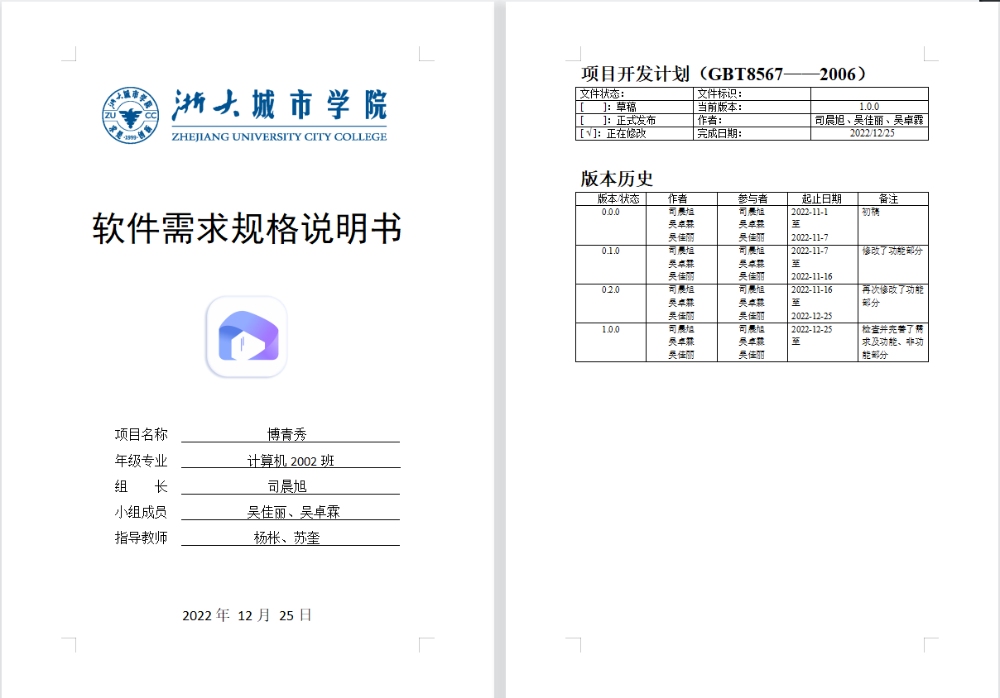 浙大城市学院
ZU CC
求是·1999·创新
ZHEJIANG UNIVERSITY CITY COLLEGE
软件需求规格说明书
项目名称 博青秀
年级专业 计算机 2002 班
组 长 司晨旭
小组成员 吴佳丽、吴卓霖
指导教师 杨枨、苏奎
2022 年 12 月 25 日
项目开发计划（GBT8567——2006）
文件状态： 文件标识：
[ ]：草稿 当前版本： 1.0.0
[ ]：正式发布 作者： 司晨旭、吴佳丽、吴卓霖
[√]：正在修改 完成日期： 2022/12/25
版本历史
版本/状态 作者 参与者 起止日期 备注
0.0.0 司晨旭 司晨旭 2022-11-1 初稿
吴卓霖 吴卓霖 至
吴佳丽 吴佳丽 2022-11-7
0.1.0 司晨旭 司晨旭 2022-11-7 修改了功能部分
吴卓霖 吴卓霖 至
吴佳丽 吴佳丽 2022-11-16
0.2.0 司晨旭 司晨旭 2022-11-16 再次修改了功能
吴卓霖 吴卓霖 至 部分
吴佳丽 吴佳丽 2022-12-25
1.0.0 司晨旭 司晨旭 2022-12-25 检查并完善了需
吴卓霖 吴卓霖 至 求及功能、非功
吴佳丽 吴佳丽 能部分